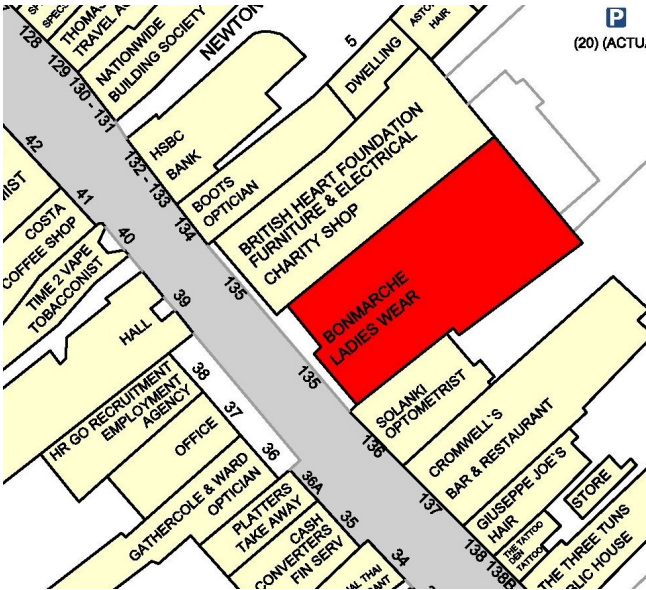 128
129
130 - 131
132 - 133
134
135
135
136
137
138
138B
42
41
40
39
38
37
36
36A
35
34
THOMAS
NATIONWIDE
BUILDING SOCIETY
NEWTON
HSBC
BANK
BOOTS
OPTICIAN
5
DWELLING
HAIR
P
BRITISH HEART FOUNDATION
FURNITURE & ELECTRICAL
CHARITY SHOP
BONMARCHE
LADIES WEAR
SOLANKI
OPTOMETRIST
CROMWELL`S
BAR & RESTAURANT
GIUSEPPE JOE`S
HAIR
THE TATTOO
DEN
TATTOO
STORE
THE THREE TUNS
HOUSE
COSTA
COFFEE SHOP
TIME 2 VAPE
TOBACCONIST
HALL
HR GO RECRUITMENT
EMPLOYMENT
AGENCY
OFFICE
GATHERCOLE & WARD
OPTICIAN
PLATTERS
TAKE AWAY
CASH
CONVERTERS
FIN SERV
THAI